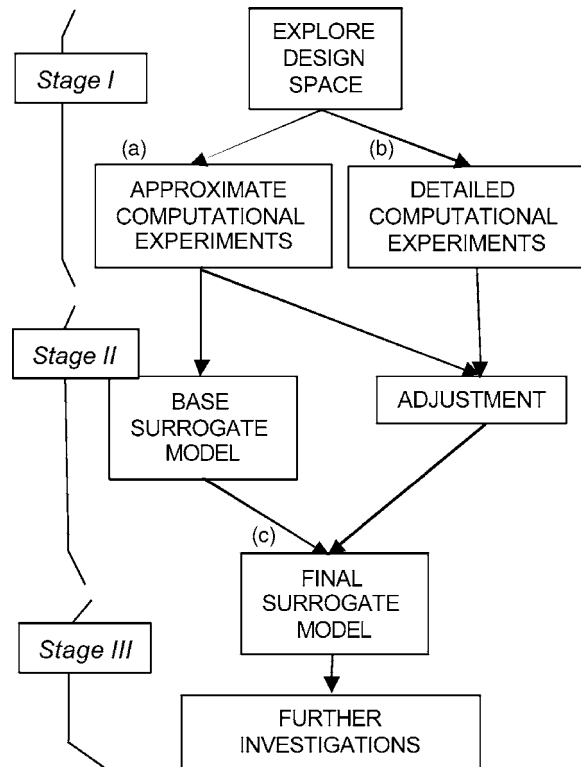 EXPLORE
DESIGN
SPACE
Stage I
(a)
(b)
APPROXIMATE
COMPUTATIONAL
EXPERIMENTS
DETAILED
COMPUTATIONAL
EXPERIMENTS
Stage II
BASE
SURROGATE
MODEL
ADJUSTMENT
(c)
FINAL
SURROGATE
MODEL
Stage III
FURTHER
INVESTIGATIONS